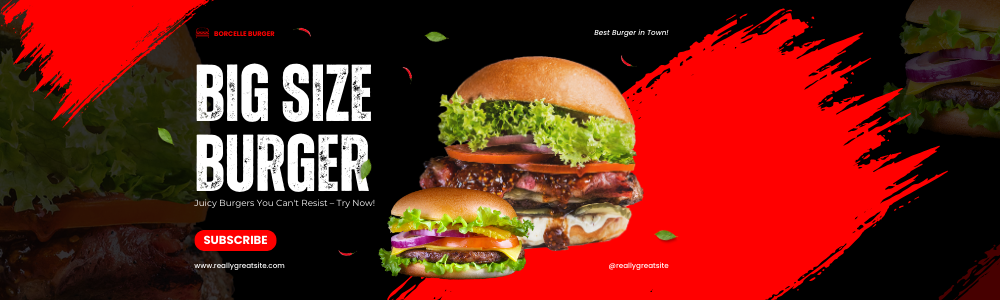 BORCELLE BURGER
Best Burger in Town!
BIG SIZE
BURGER
Juicy Burgers You Can't Resist – Try Now!
SUBSCRIBE
www.reallygreatsite.com
@reallygreatsite